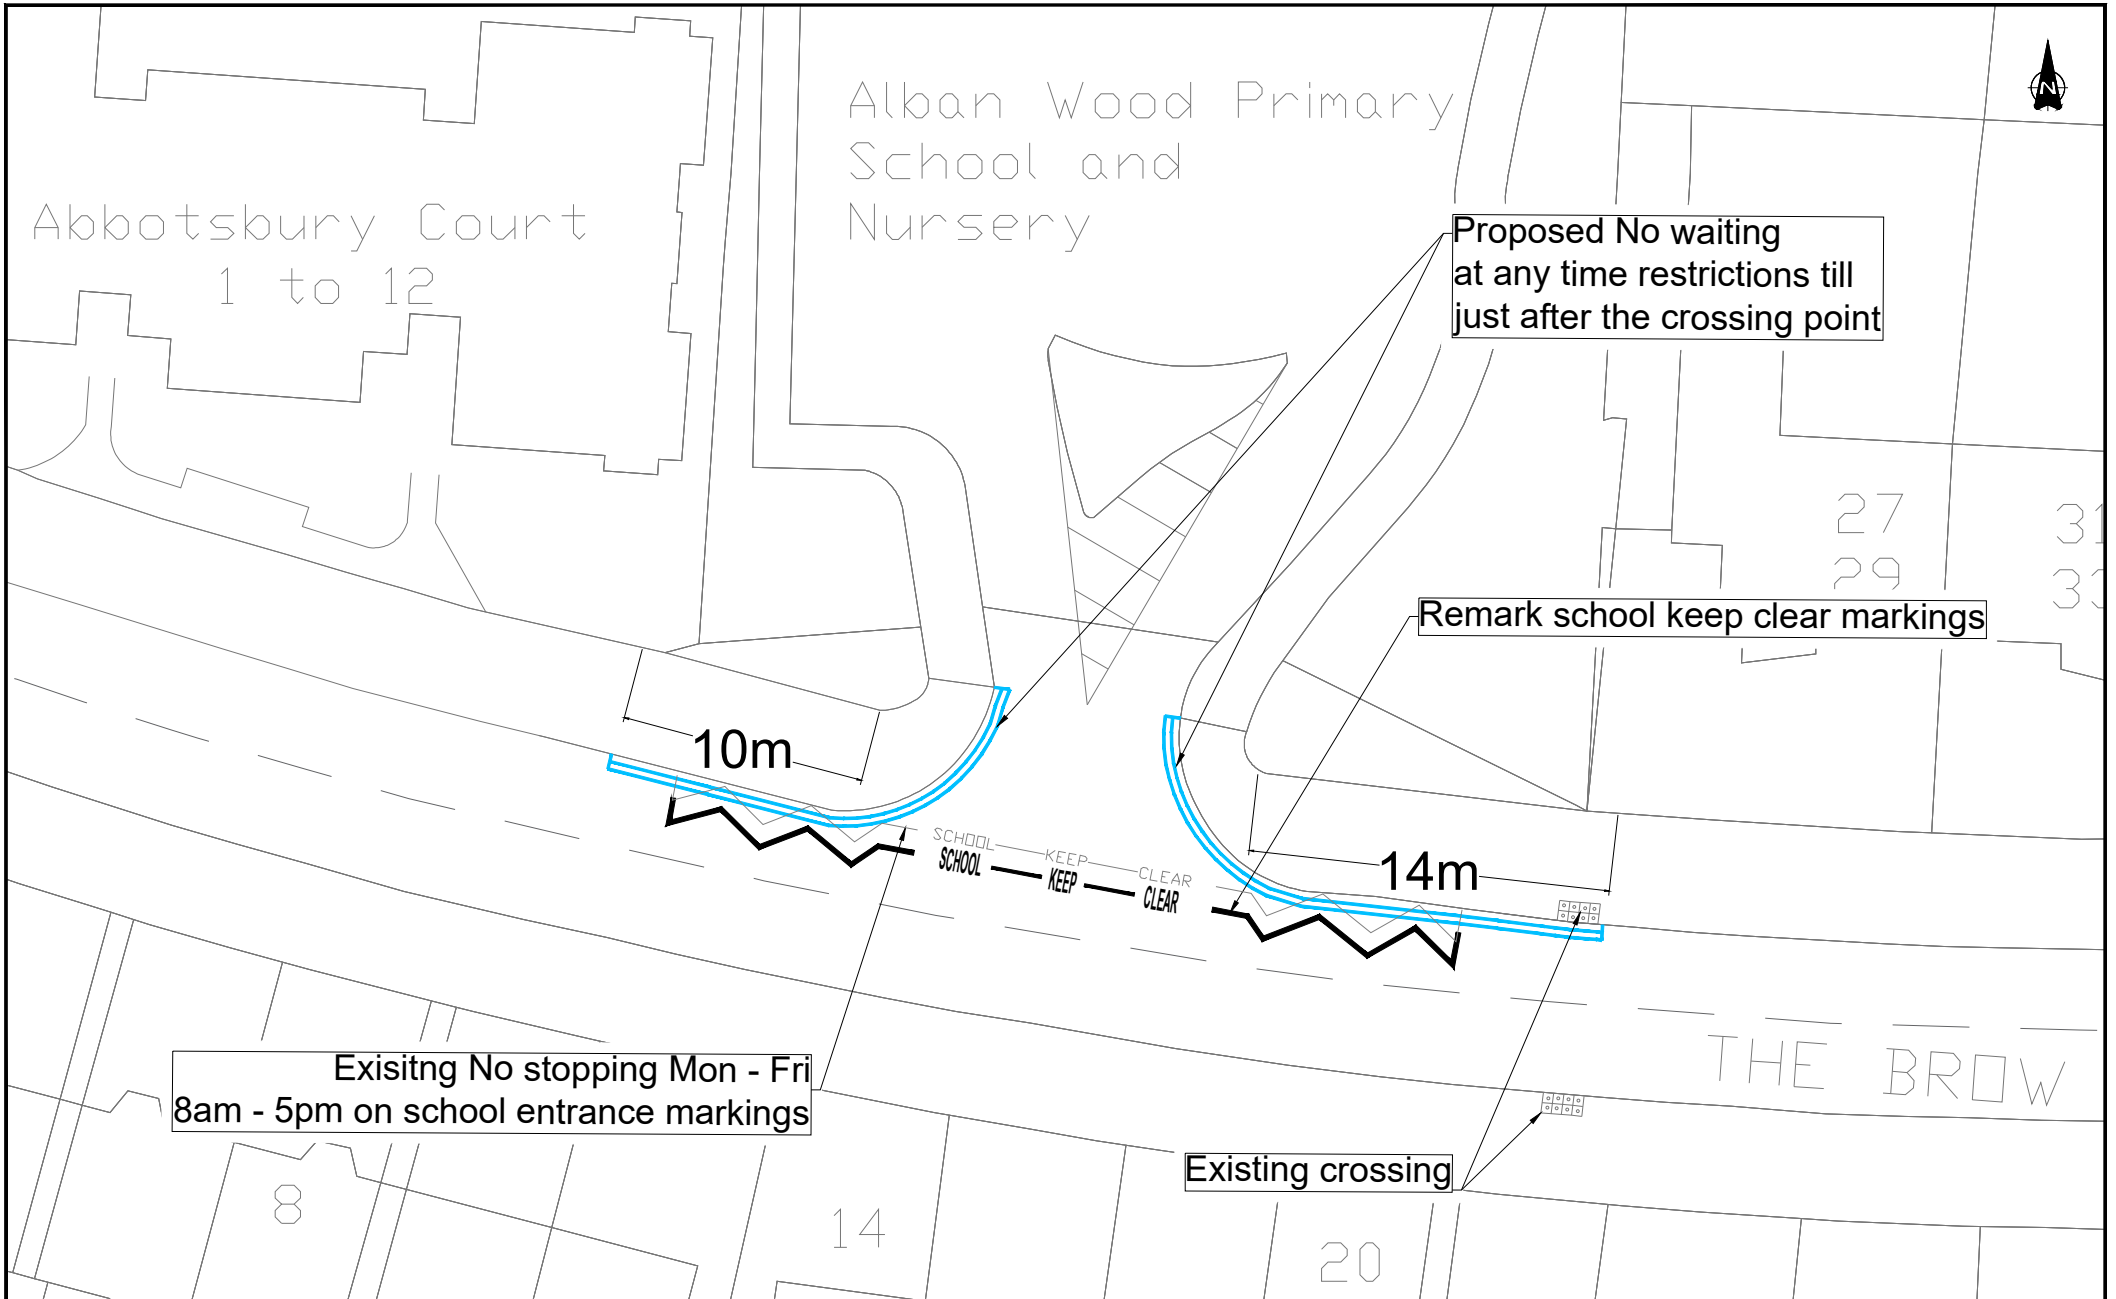 Alban Wood Primary
School and
Nursery
N
Abbotsbury Court
1 to 12
Proposed No waiting
at any time restrictions till
just after the crossing point
27
29
31
Remark school keep clear markings
10m
14m
SCHOOL KEEP CLEAR
SCHOOL KEEP CLEAR
THE BROW
Exisitng No stopping Mon - Fri
8am - 5pm on school entrance markings
Existing crossing
8
14
20